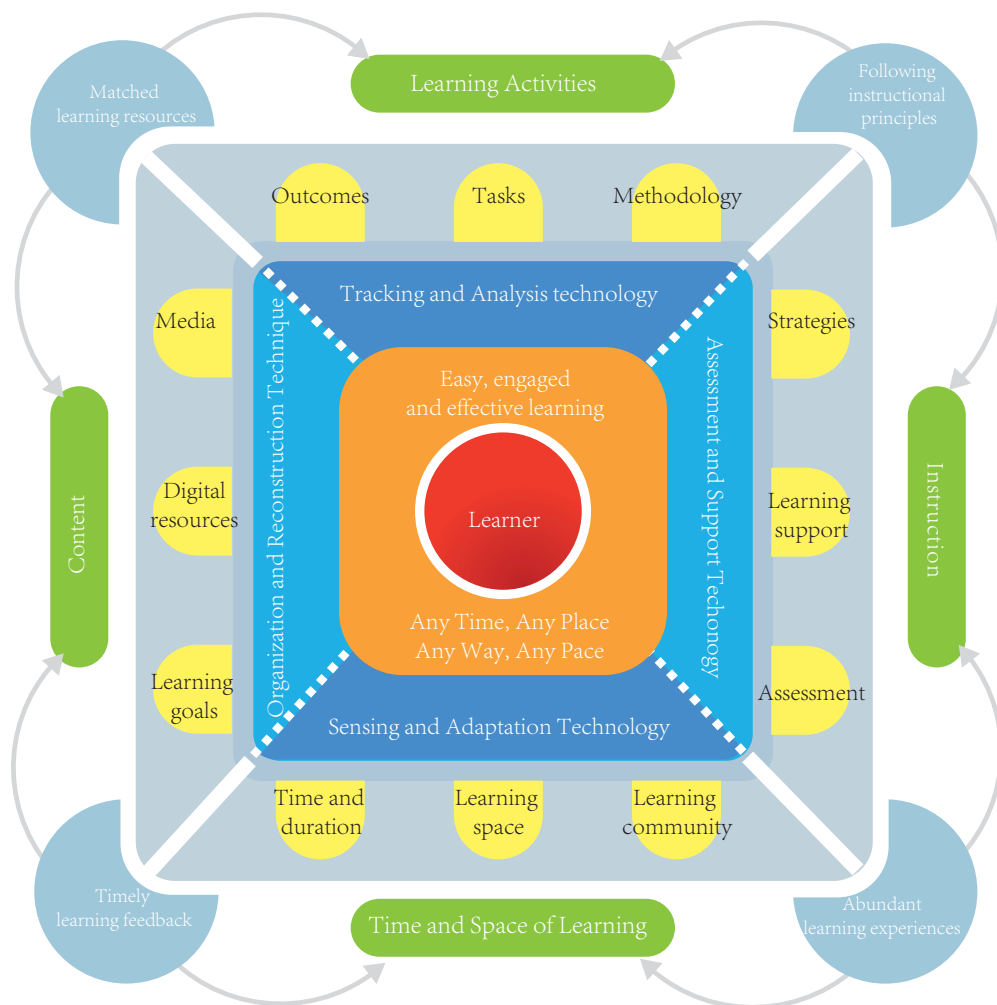 Matched
learning resources
Learning Activities
Following
instructional
principles
Outcomes
Tasks
Methodology
Tracking and Analysis technology
Media
Strategies
Organization and Reconstruction Technique
Assessment and Support Techonogy
Easy, engaged
and effective learning
Content
Digital
resources
Learner
Learning
support
Instruction
Any Time, Any Place
Any Way, Any Pace
Learning
goals
Assessment
Sensing and Adaptation Technology
Time and
duration
Learning
space
Learning
community
Timely
learning feedback
Time and Space of Learning
Abundant
learning experiences